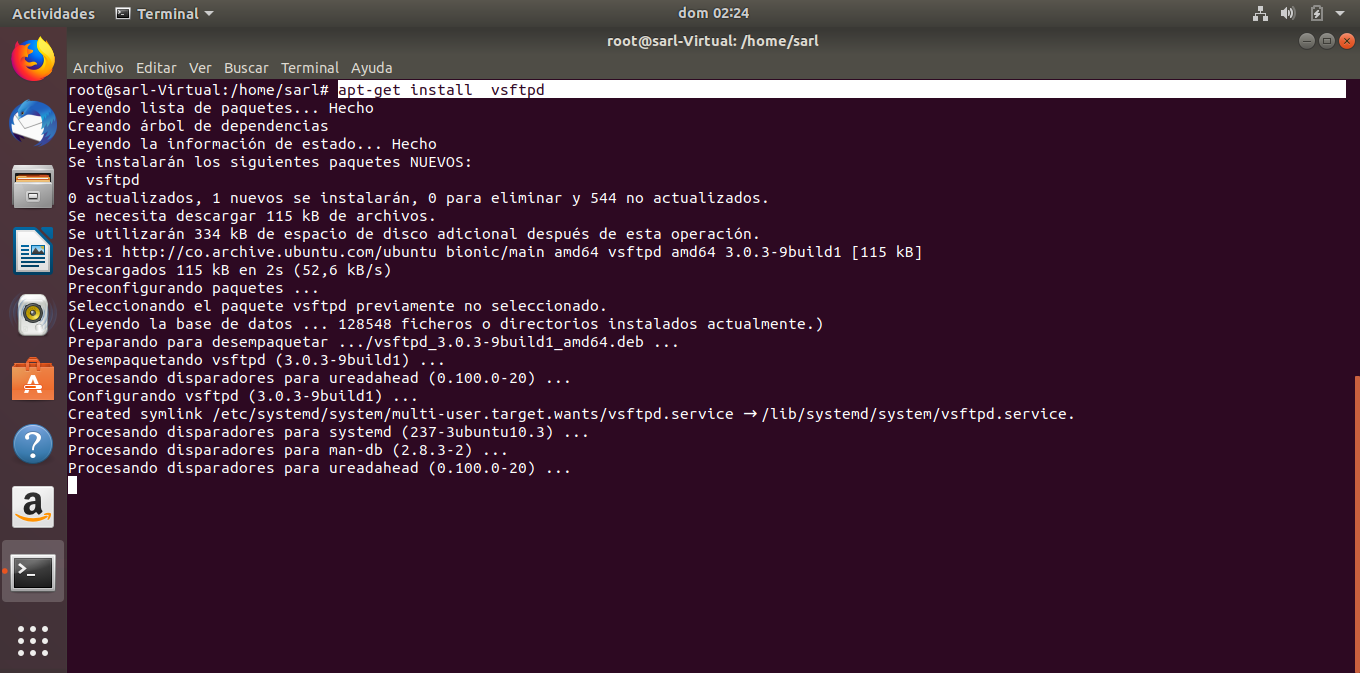 Actividades Terminal dom 02:24
root@sarl-Virtual: /home/sarl
Archivo Editar Ver Buscar Terminal Ayuda
root@sarl-Virtual:/home/sarl# apt-get install  vsftpd
Leyendo lista de paquetes... Hecho
Creando árbol de dependencias
Leyendo la información de estado... Hecho
Se instalarán los siguientes paquetes NUEVOS:
  vsftpd
0 actualizados, 1 nuevos se instalarán, 0 para eliminar y 544 no actualizados.
Se necesita descargar 115 kB de archivos.
Se utilizarán 334 kB de espacio de disco adicional después de esta operación.
Des:1 http://co.archive.ubuntu.com/ubuntu bionic/main amd64 vsftpd amd64 3.0.3-9build1 [115 kB]
Descargados 115 kB en 2s (52,6 kB/s)
Preconfigurando paquetes ...
Seleccionando el paquete vsftpd previamente no seleccionado.
(Leyendo la base de datos ... 128548 ficheros o directorios instalados actualmente.)
Preparando para desempaquetar .../vsftpd_3.0.3-9build1_amd64.deb ...
Desempaquetando vsftpd (3.0.3-9build1) ...
Procesando disparadores para ureadahead (0.100.0-20) ...
Configurando vsftpd (3.0.3-9build1) ...
Created symlink /etc/systemd/system/multi-user.target.wants/vsftpd.service → /lib/systemd/system/vsftpd.service.
Procesando disparadores para systemd (237-3ubuntu10.3) ...
Procesando disparadores para man-db (2.8.3-2) ...
Procesando disparadores para ureadahead (0.100.0-20) ...